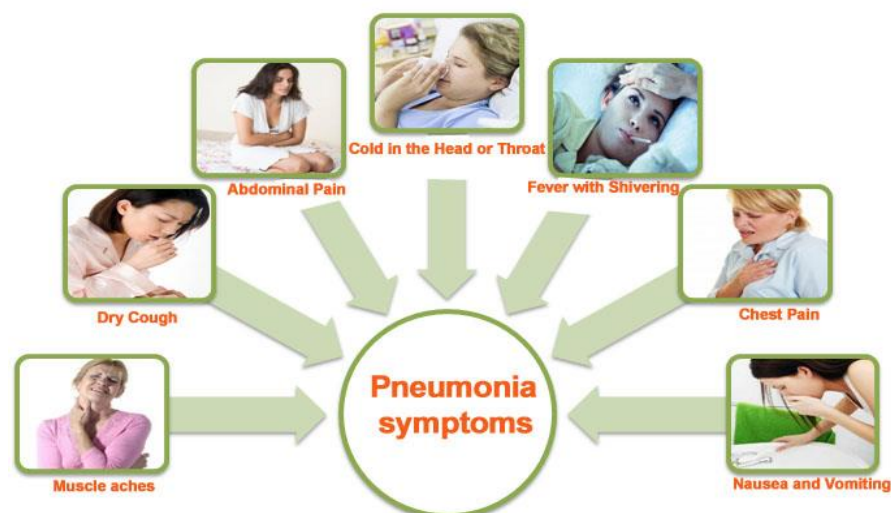 Cold in the Head or Throat
Abdominal Pain
Fever with Shivering
Dry Cough
Chest Pain
Pneumonia
symptoms
Muscle aches
Nausea and Vomiting